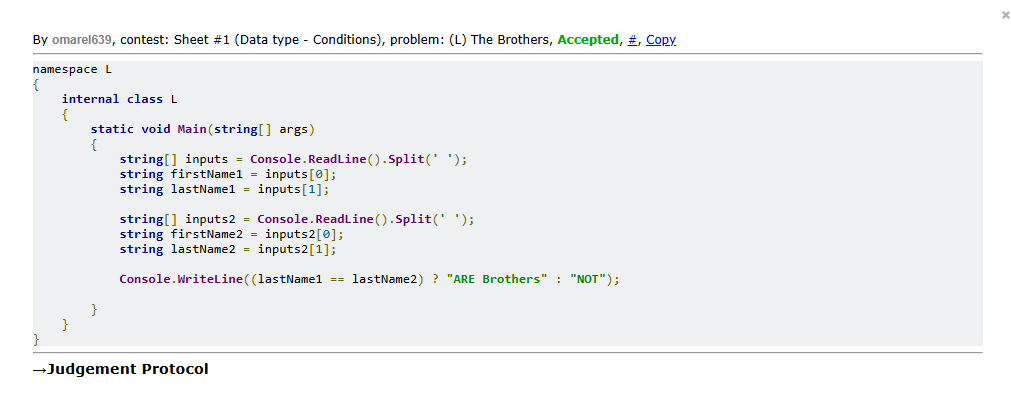 ×
By omarel639, contest: Sheet #1 (Data type - Conditions), problem: (L) The Brothers, Accepted, #, Copy
namespace L
{
    internal class L
    {
        static void Main(string[] args)
        {
            string[] inputs = Console.ReadLine().Split(' ');
            string firstName1 = inputs[0];
            string lastName1 = inputs[1];

            string[] inputs2 = Console.ReadLine().Split(' ');
            string firstName2 = inputs2[0];
            string lastName2 = inputs2[1];

            Console.WriteLine((lastName1 == lastName2) ? "ARE Brothers" : "NOT");

        }
    }
}
→Judgement Protocol